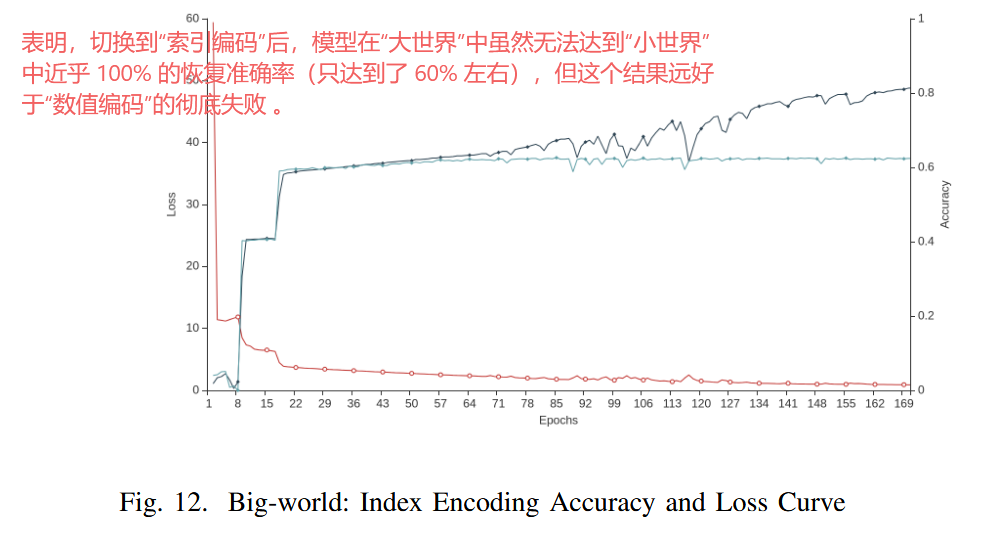 60
1
表明，切换到“索引编码”后，模型在“大世界”中虽然无法达到“小世界”
中近乎 100% 的恢复准确率（只达到了 60% 左右），但这个结果远好
于“数值编码”的彻底失败 。
50
0.8
40
0.6
Loss
30
Accuracy
0.4
20
0.2
10
0
0
1 8 15 22 29 36 43 50 57 64 71 78 85 92 99 106 113 120 127 134 141 148 155 162 169
Epochs
Fig. 12. Big-world: Index Encoding Accuracy and Loss Curve